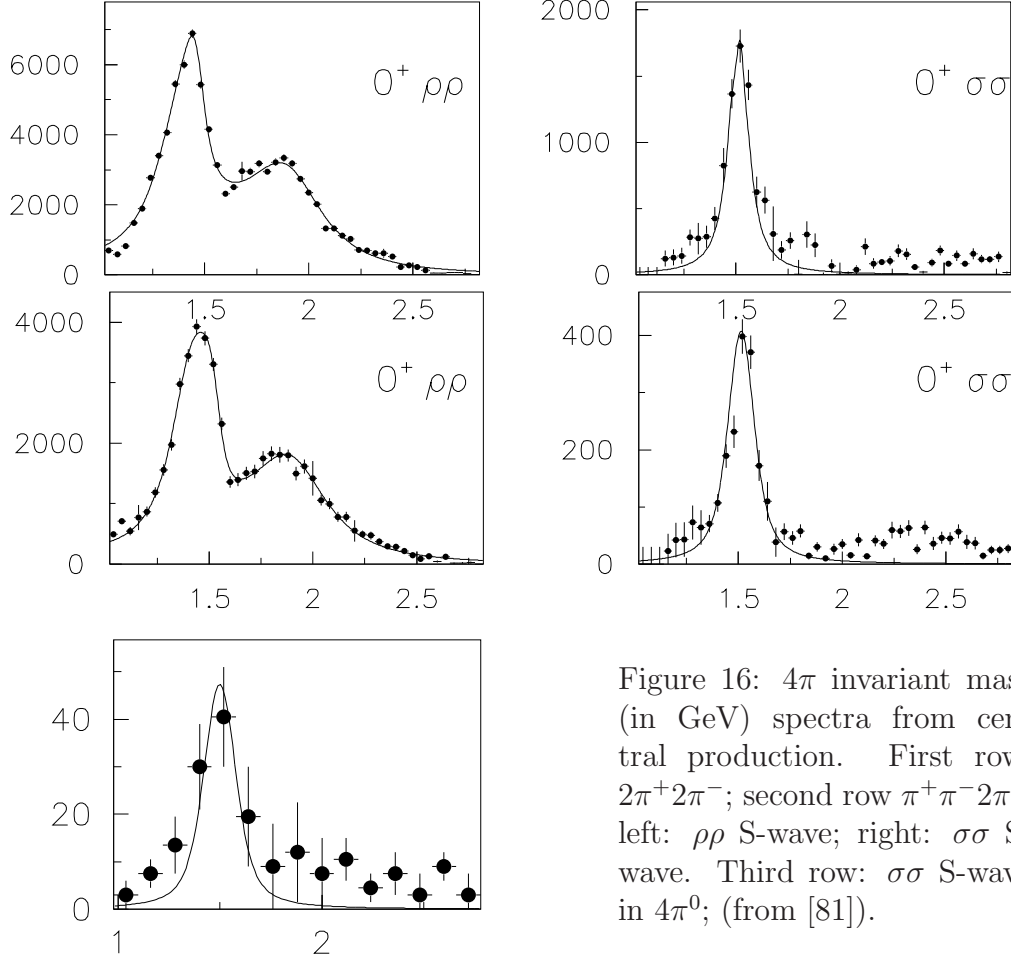 6000
4000
2000
0
0⁺ ρρ
2000
1000
0
0⁺ σσ
1.5 2 2.5
4000
2000
0
0⁺ ρρ
1.5 2 2.5
1.5 2 2.5
400
200
0
0⁺ σσ
1.5 2 2.5
40
20
0
1 2
Figure 16: 4π invariant mas
(in GeV) spectra from cen
tral production. First row
2π⁺2π⁻; second row π⁺π⁻2π
left: ρρ S-wave; right: σσ S
wave. Third row: σσ S-wav
in 4π⁰; (from [81]).